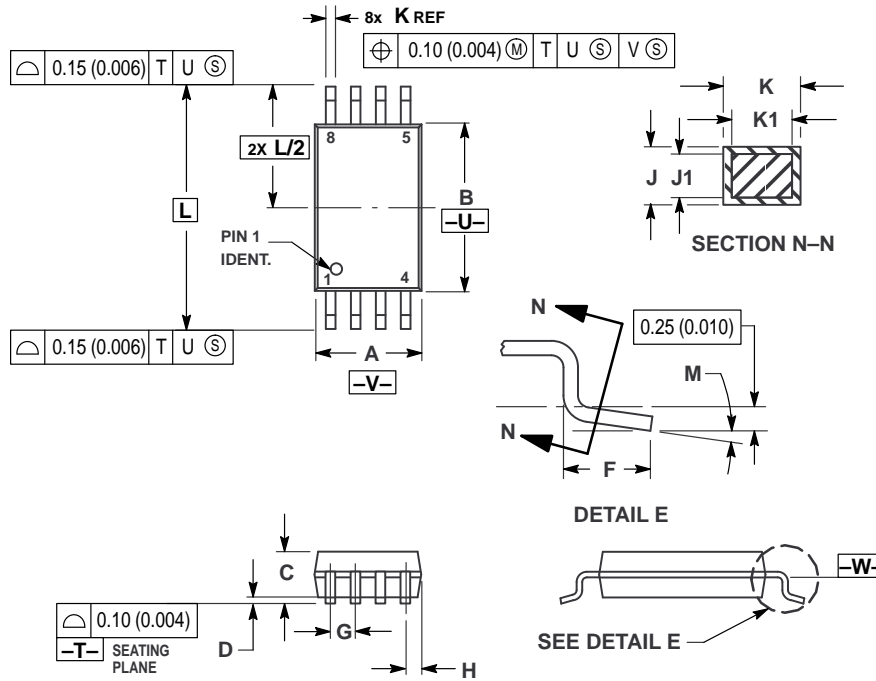 8x K REF
⌖ 0.10 (0.004) Ⓜ T U Ⓢ V Ⓢ
⌓ 0.15 (0.006) T U Ⓢ
2X L/2
L
8 5
B
–U–
PIN 1
IDENT.
1 4
⌓ 0.15 (0.006) T U Ⓢ
A
–V–
K
K1
J J1
SECTION N–N
N
0.25 (0.010)
M
N
F
DETAIL E
C
⌓ 0.10 (0.004)
–T– SEATING
PLANE
D
G
H
–W–
SEE DETAIL E